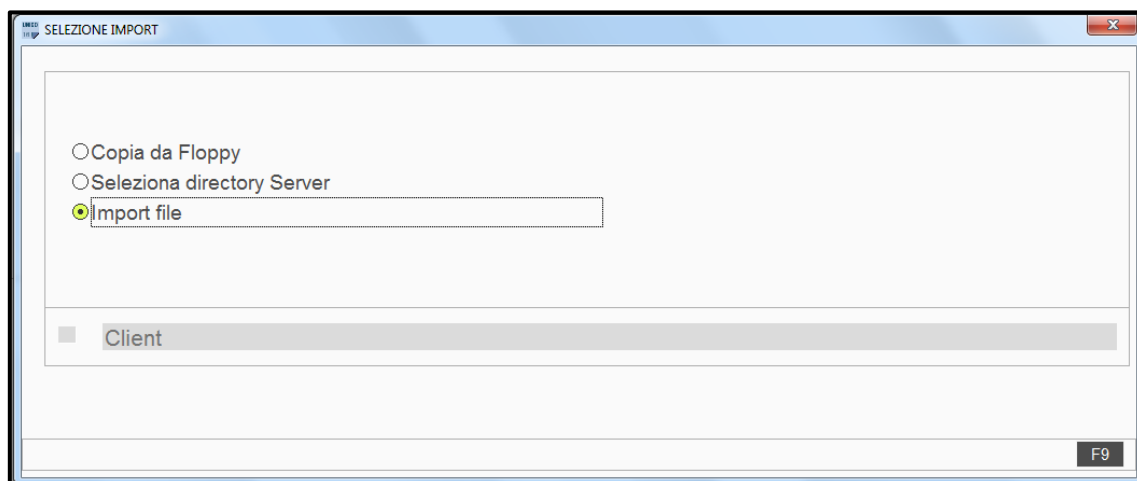 SELEZIONE IMPORT
Copia da Floppy
Seleziona directory Server
Import file
Client
F9